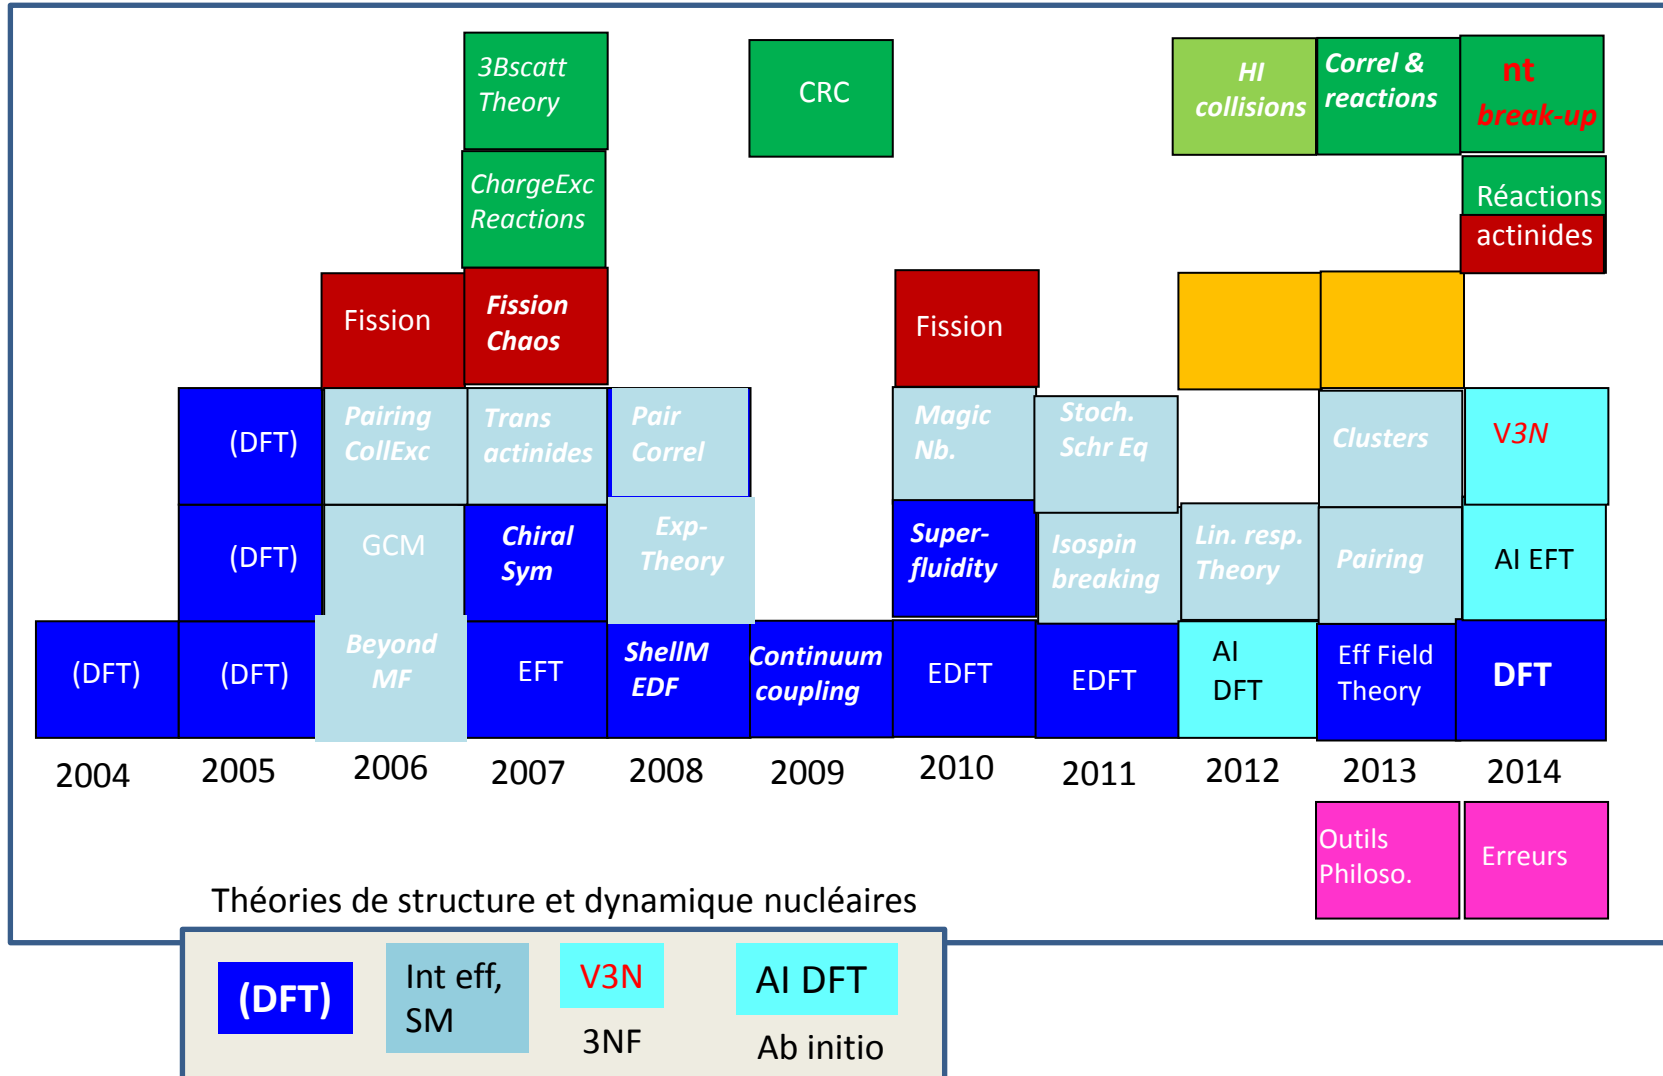 3Bscatt
Theory
CRC
HI
collisions
Correl &
reactions
nt
break-up
ChargeExc
Reactions
Réactions
actinides
Fission
Fission
Chaos
Fission
(DFT)
Pairing
CollExc
Trans
actinides
Pair
Correl
Magic
Nb.
Stoch.
Schr Eq
Clusters
V3N
(DFT)
GCM
Chiral
Sym
Exp-
Theory
Super-
fluidity
Isospin
breaking
Lin. resp.
Theory
Pairing
AI EFT
(DFT)
(DFT)
Beyond
MF
EFT
ShellM
EDF
Continuum
coupling
EDFT
EDFT
AI
DFT
Eff Field
Theory
DFT
2004
2005
2006
2007
2008
2009
2010
2011
2012
2013
2014
Outils
Philoso.
Erreurs
Théories de structure et dynamique nucléaires
(DFT)
Int eff,
SM
V3N
3NF
AI DFT
Ab initio